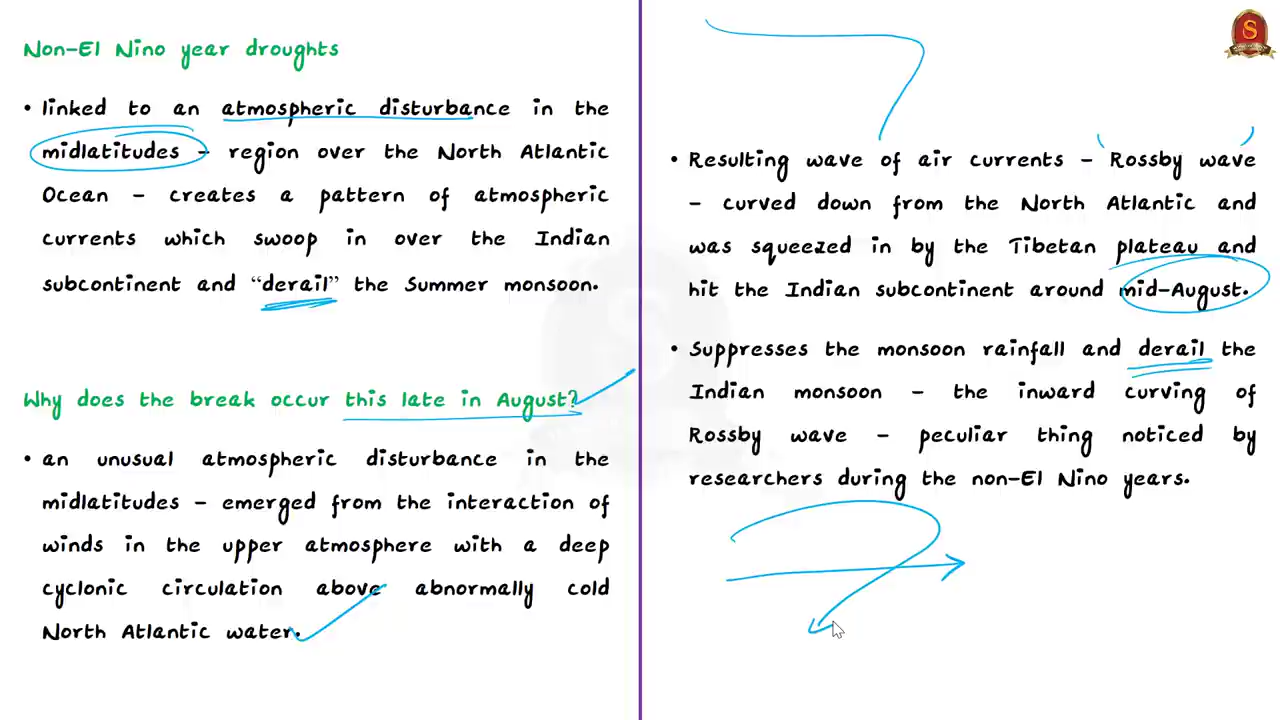 Non-El Nino year droughts
• linked to an atmospheric disturbance in the
midlatitudes - region over the North Atlantic
Ocean - creates a pattern of atmospheric
currents which swoop in over the Indian
subcontinent and “derail” the Summer monsoon.
Why does the break occur this late in August?
• an unusual atmospheric disturbance in the
midlatitudes - emerged from the interaction of
winds in the upper atmosphere with a deep
cyclonic circulation above abnormally cold
North Atlantic water.
S
• Resulting wave of air currents - Rossby wave
- curved down from the North Atlantic and
was squeezed in by the Tibetan plateau and
hit the Indian subcontinent around mid-August.
• Suppresses the monsoon rainfall and derail the
Indian monsoon - the inward curving of
Rossby wave - peculiar thing noticed by
researchers during the non-El Nino years.